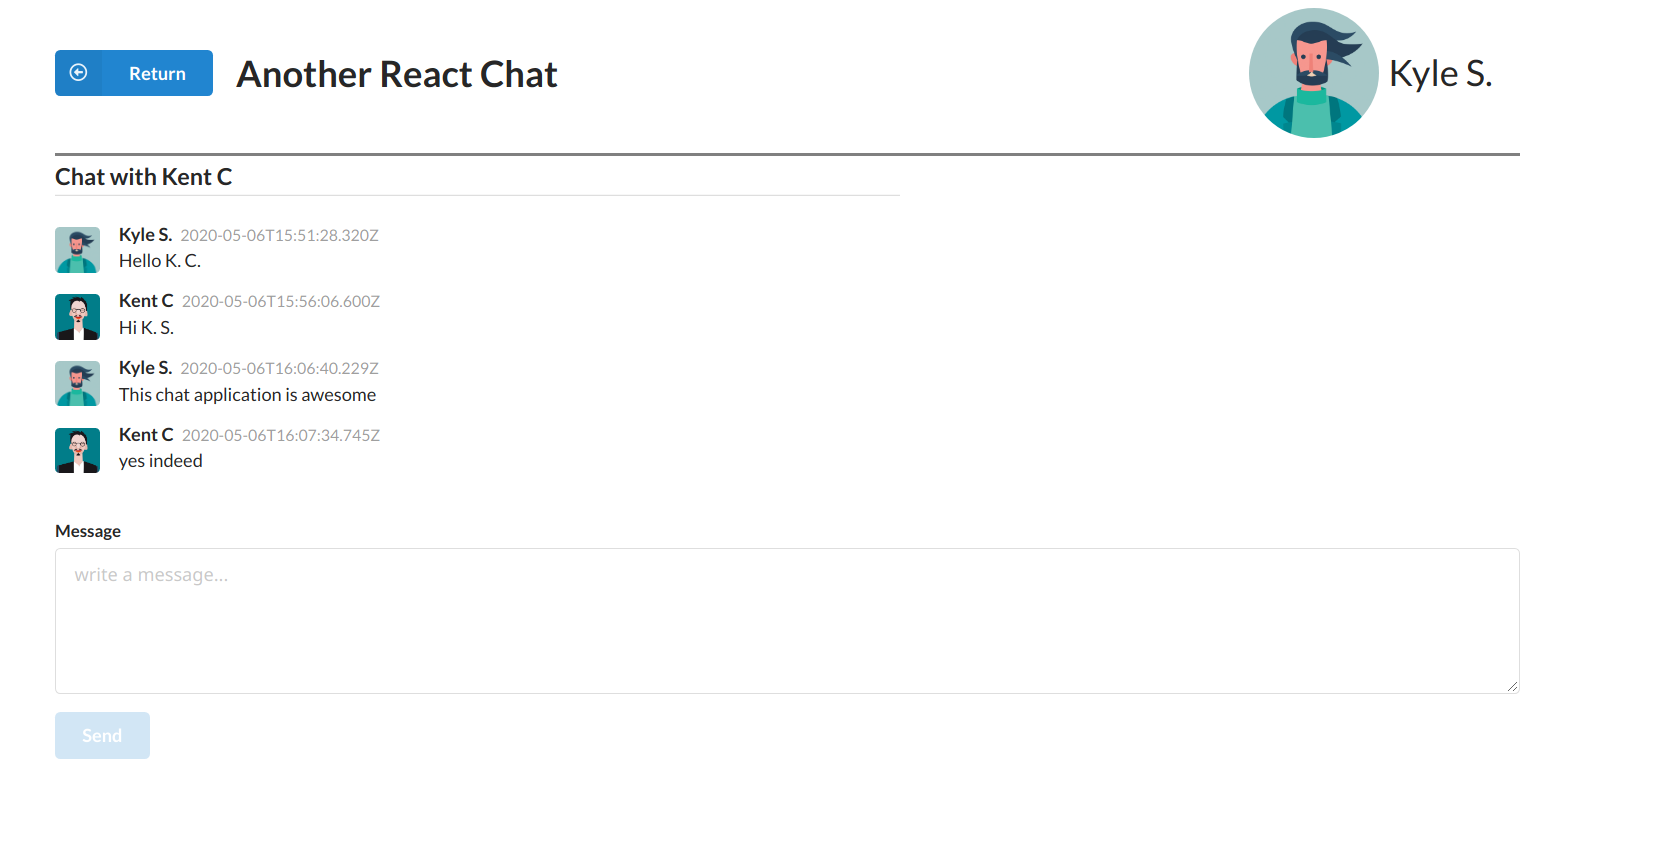 Return
Another React Chat
Kyle S.
Chat with Kent C
Kyle S. 2020-05-06T15:51:28.320Z
Hello K. C.
Kent C 2020-05-06T15:56:06.600Z
Hi K. S.
Kyle S. 2020-05-06T16:06:40.229Z
This chat application is awesome
Kent C 2020-05-06T16:07:34.745Z
yes indeed
Message
write a message...
Send